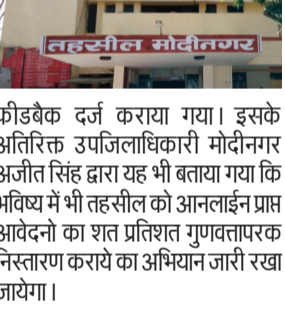 तहसील मोदीनगर
फीडबैक दर्ज कराया गया। इसके
अतिरिक्त उपजिलाधिकारी मोदीनगर
अजीत सिंह द्वारा यह भी बताया गया कि
भविष्य में भी तहसील को आनलाईन प्राप्त
आवेदनो का शत प्रतिशत गुणवत्तापरक
निस्तारण कराये का अभियान जारी रखा
जायेगा।